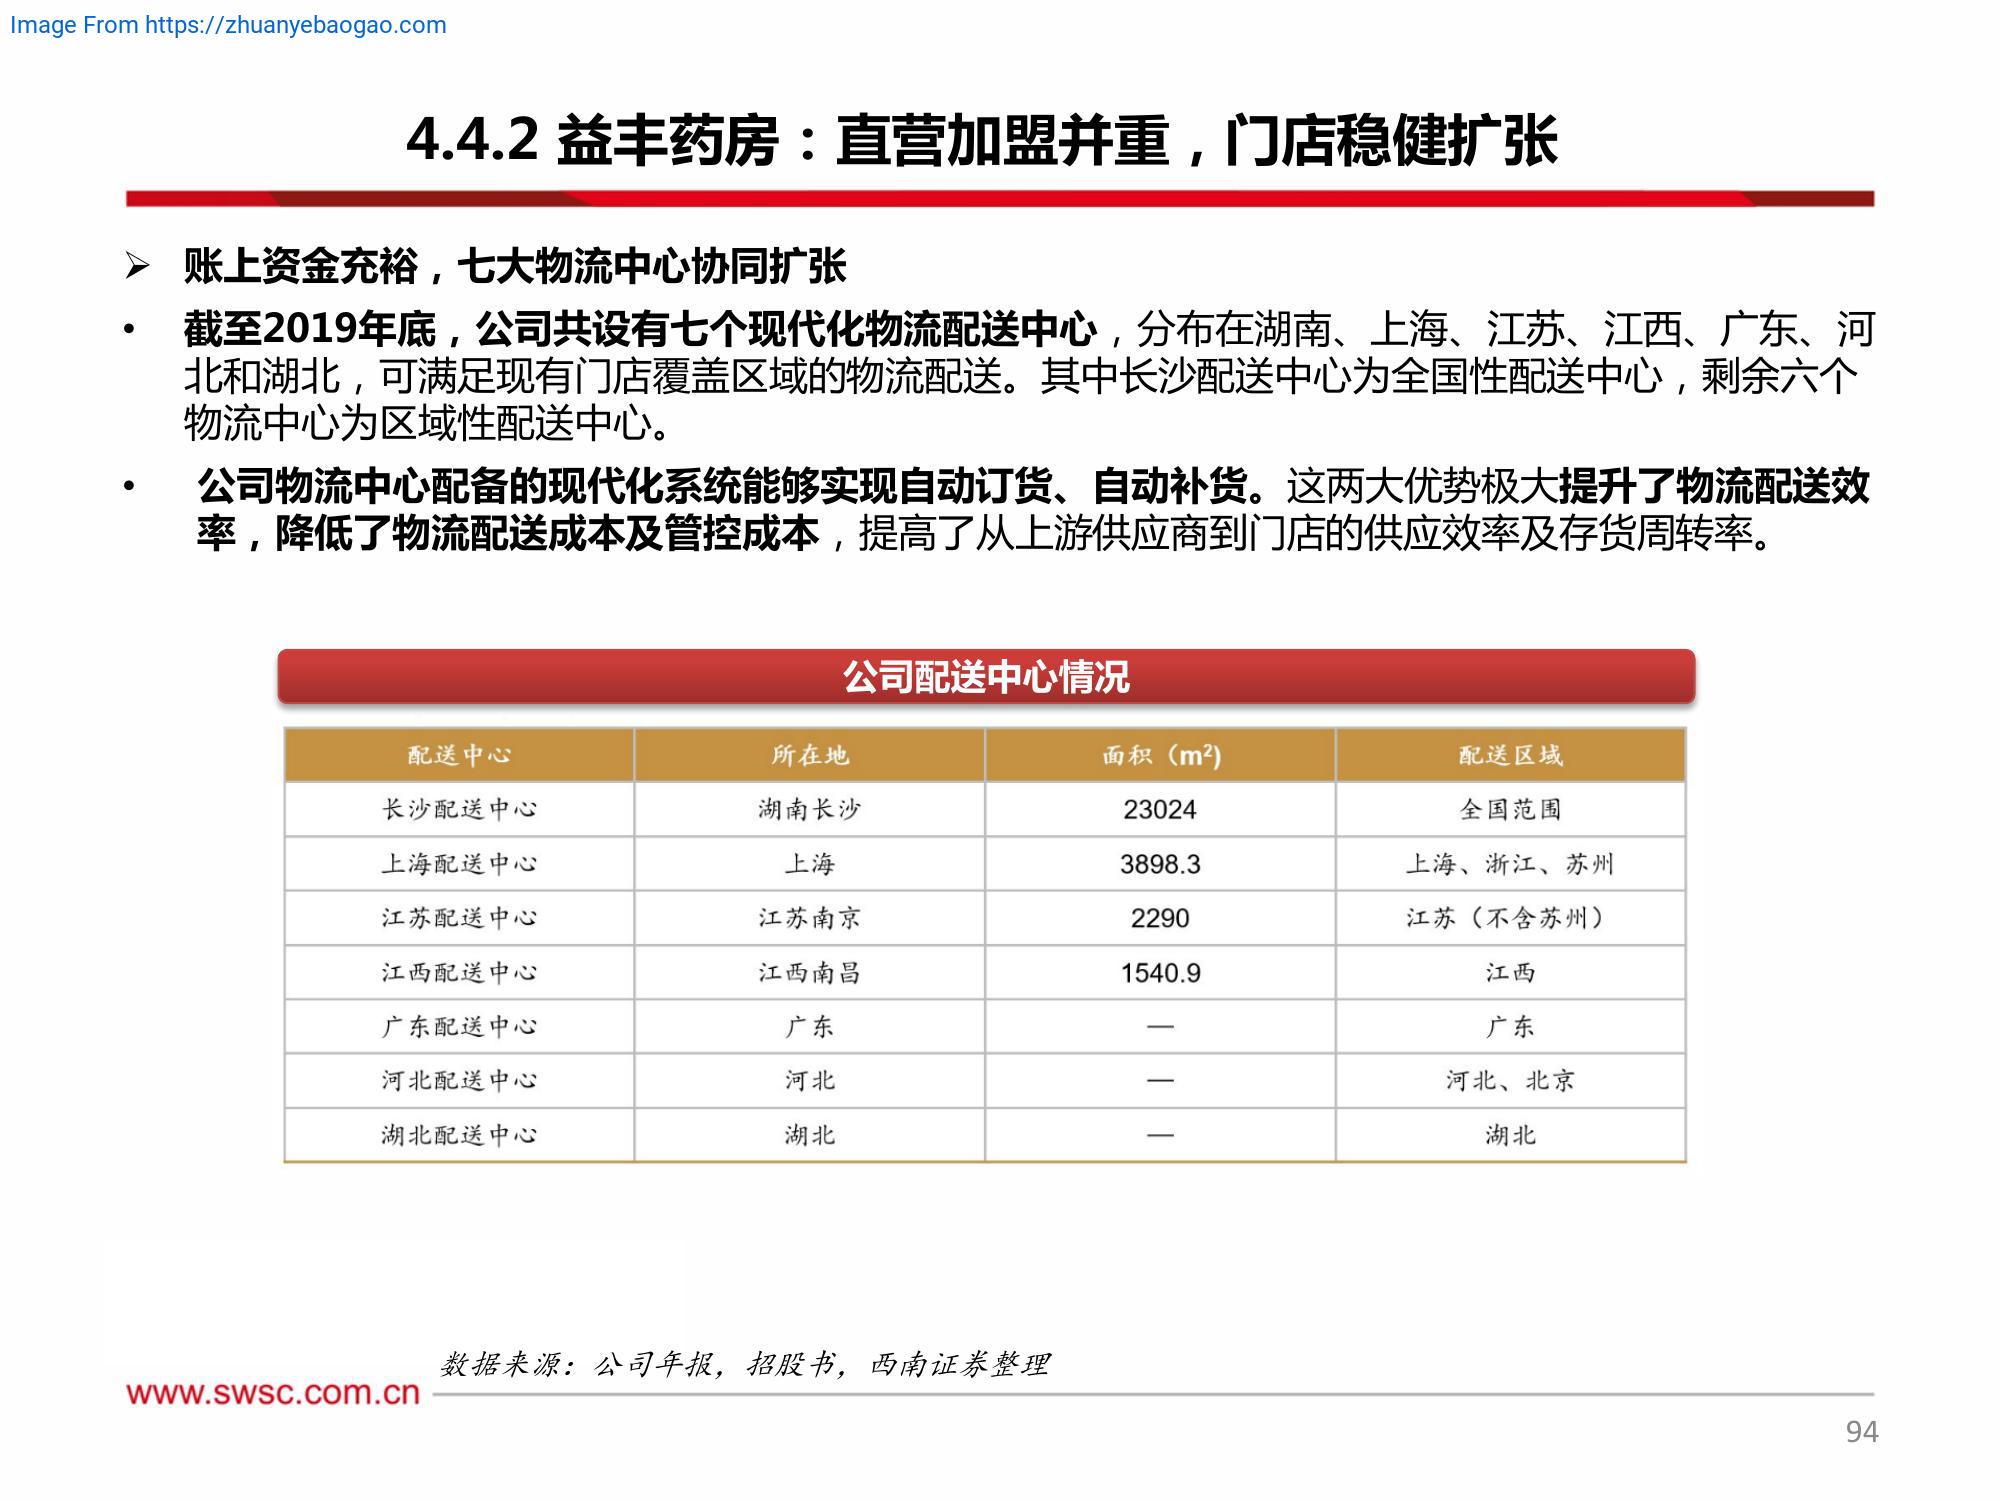 Image From https://zhuanyebaogao.com
4.4.2 益丰药房：直营加盟并重，门店稳健扩张
➢ 账上资金充裕，七大物流中心协同扩张
• 截至2019年底，公司共设有七个现代化物流配送中心，分布在湖南、上海、江苏、江西、广东、河
北和湖北，可满足现有门店覆盖区域的物流配送。其中长沙配送中心为全国性配送中心，剩余六个
物流中心为区域性配送中心。
• 公司物流中心配备的现代化系统能够实现自动订货、自动补货。这两大优势极大提升了物流配送效
率，降低了物流配送成本及管控成本，提高了从上游供应商到门店的供应效率及存货周转率。
公司配送中心情况
配送中心 所在地 面积（m²) 配送区域
长沙配送中心 湖南长沙 23024 全国范围
上海配送中心 上海 3898.3 上海、浙江、苏州
江苏配送中心 江苏南京 2290 江苏（不含苏州）
江西配送中心 江西南昌 1540.9 江西
广东配送中心 广东 — 广东
河北配送中心 河北 — 河北、北京
湖北配送中心 湖北 — 湖北
数据来源：公司年报，招股书，西南证券整理
www.swsc.com.cn
94